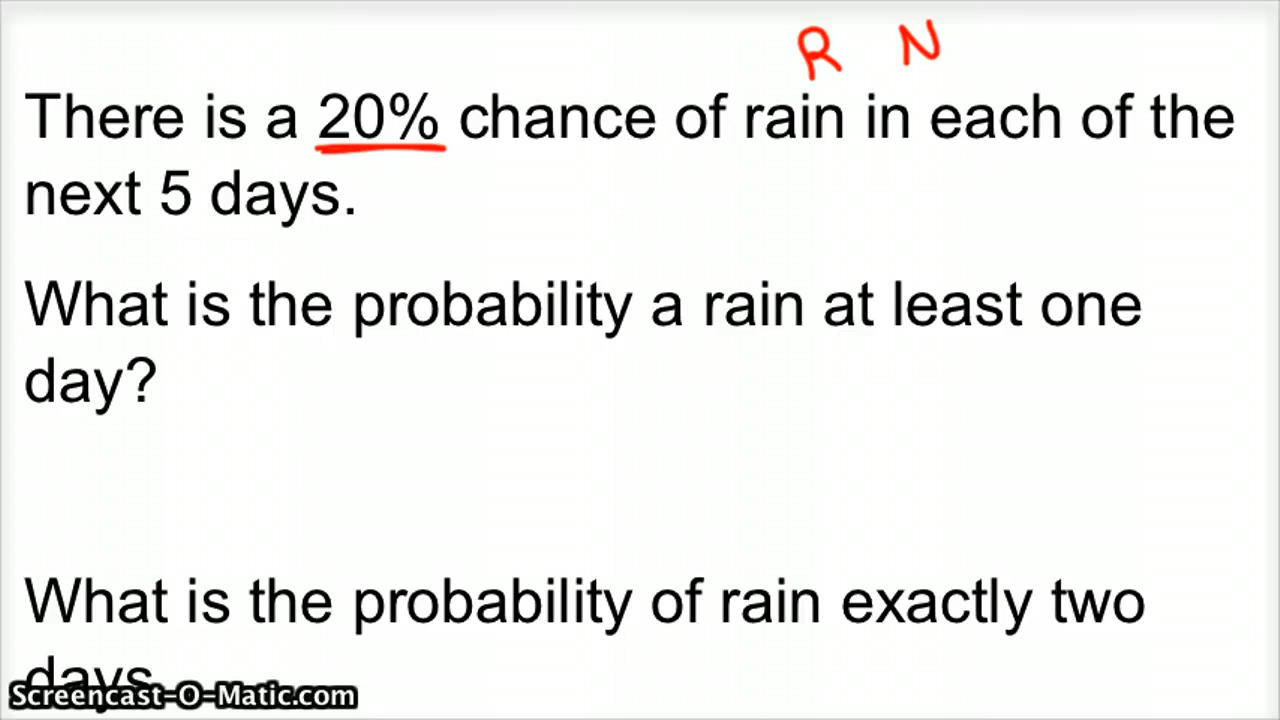 R N
There is a 20% chance of rain in each of the
next 5 days.
What is the probability a rain at least one
day?
What is the probability of rain exactly two
days
Screencast-O-Matic.com